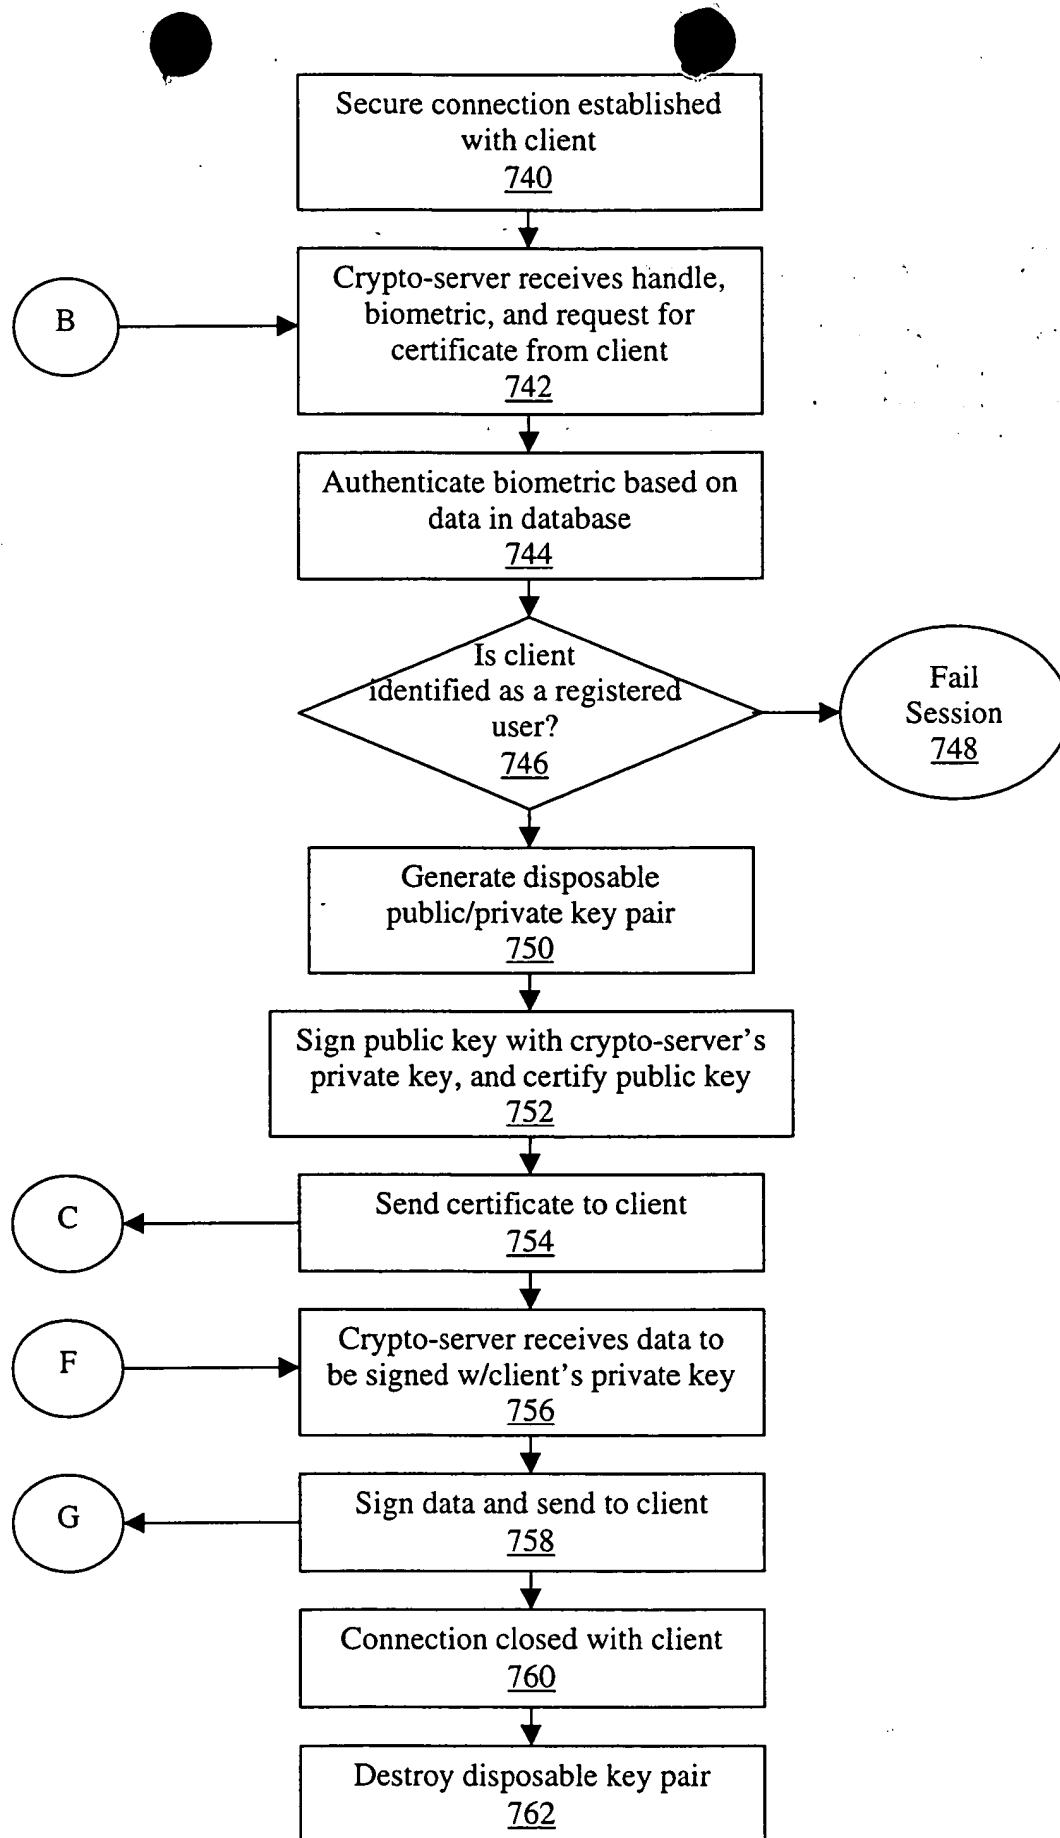 Secure connection established
with client
740
Crypto-server receives handle,
biometric, and request for
certificate from client
742
B
Authenticate biometric based on
data in database
744
Is client
identified as a registered
user?
746
Fail
Session
748
Generate disposable
public/private key pair
750
Sign public key with crypto-server's
private key, and certify public key
752
C
Send certificate to client
754
F
Crypto-server receives data to
be signed w/client's private key
756
G
Sign data and send to client
758
Connection closed with client
760
Destroy disposable key pair
762